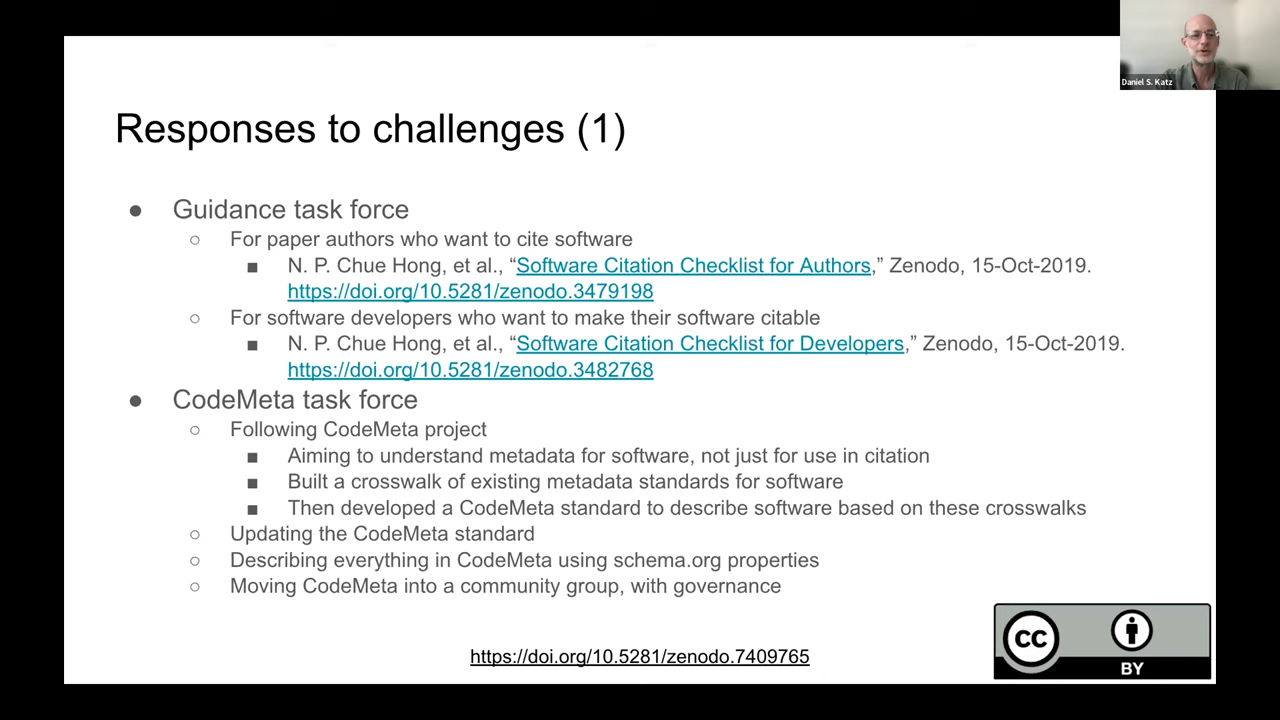 Daniel S. Katz
Responses to challenges (1)
● Guidance task force
○ For paper authors who want to cite software
■ N. P. Chue Hong, et al., “Software Citation Checklist for Authors,” Zenodo, 15-Oct-2019.
https://doi.org/10.5281/zenodo.3479198
○ For software developers who want to make their software citable
■ N. P. Chue Hong, et al., “Software Citation Checklist for Developers,” Zenodo, 15-Oct-2019.
https://doi.org/10.5281/zenodo.3482768
● CodeMeta task force
○ Following CodeMeta project
■ Aiming to understand metadata for software, not just for use in citation
■ Built a crosswalk of existing metadata standards for software
■ Then developed a CodeMeta standard to describe software based on these crosswalks
○ Updating the CodeMeta standard
○ Describing everything in CodeMeta using schema.org properties
○ Moving CodeMeta into a community group, with governance
https://doi.org/10.5281/zenodo.7409765
CC
BY